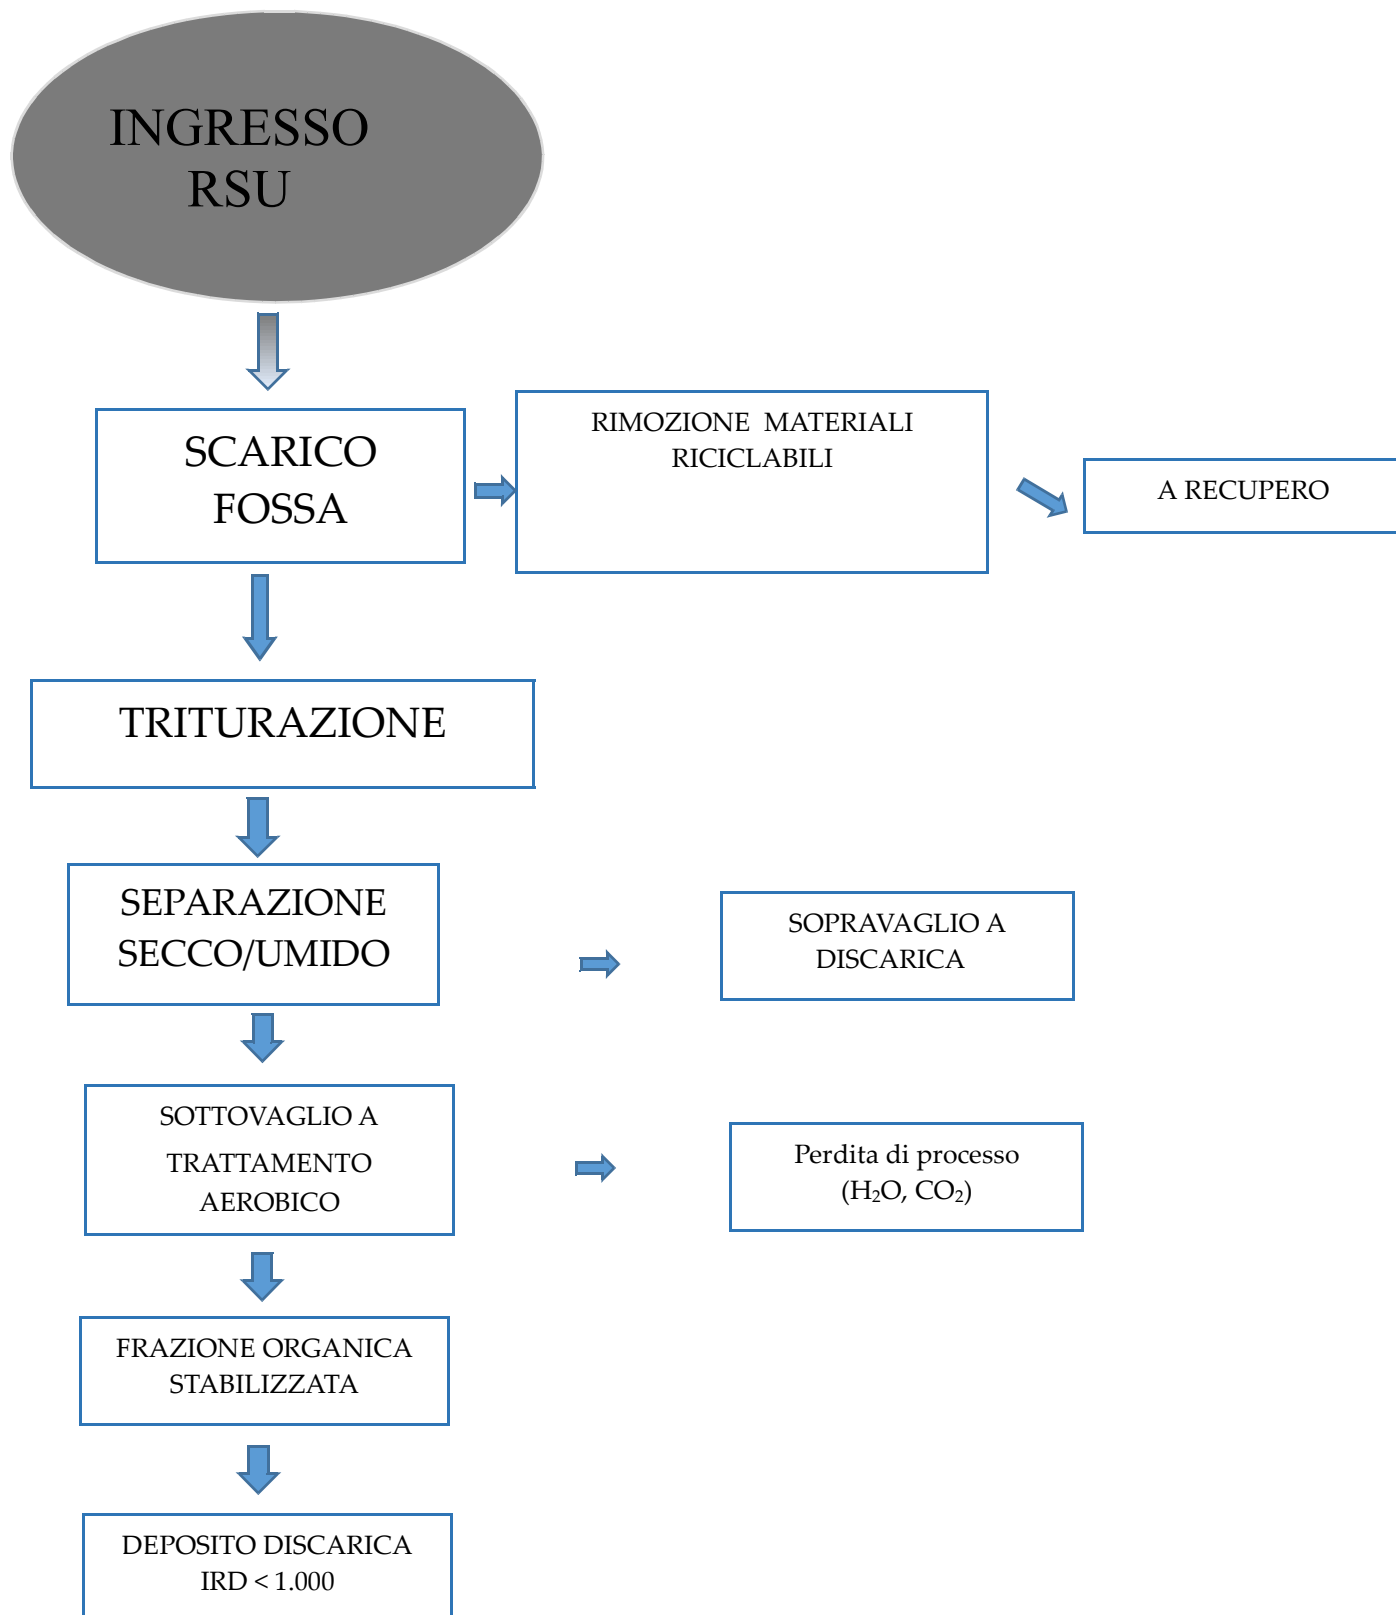 INGRESSO
RSU
SCARICO
FOSSA
RIMOZIONE MATERIALI
RICICLABILI
A RECUPERO
TRITURAZIONE
SEPARAZIONE
SECCO/UMIDO
SOPRAVAGLIO A
DISCARICA
SOTTOVAGLIO A
TRATTAMENTO
AEROBICO
Perdita di processo
(H₂O, CO₂)
FRAZIONE ORGANICA
STABILIZZATA
DEPOSITO DISCARICA
IRD < 1.000